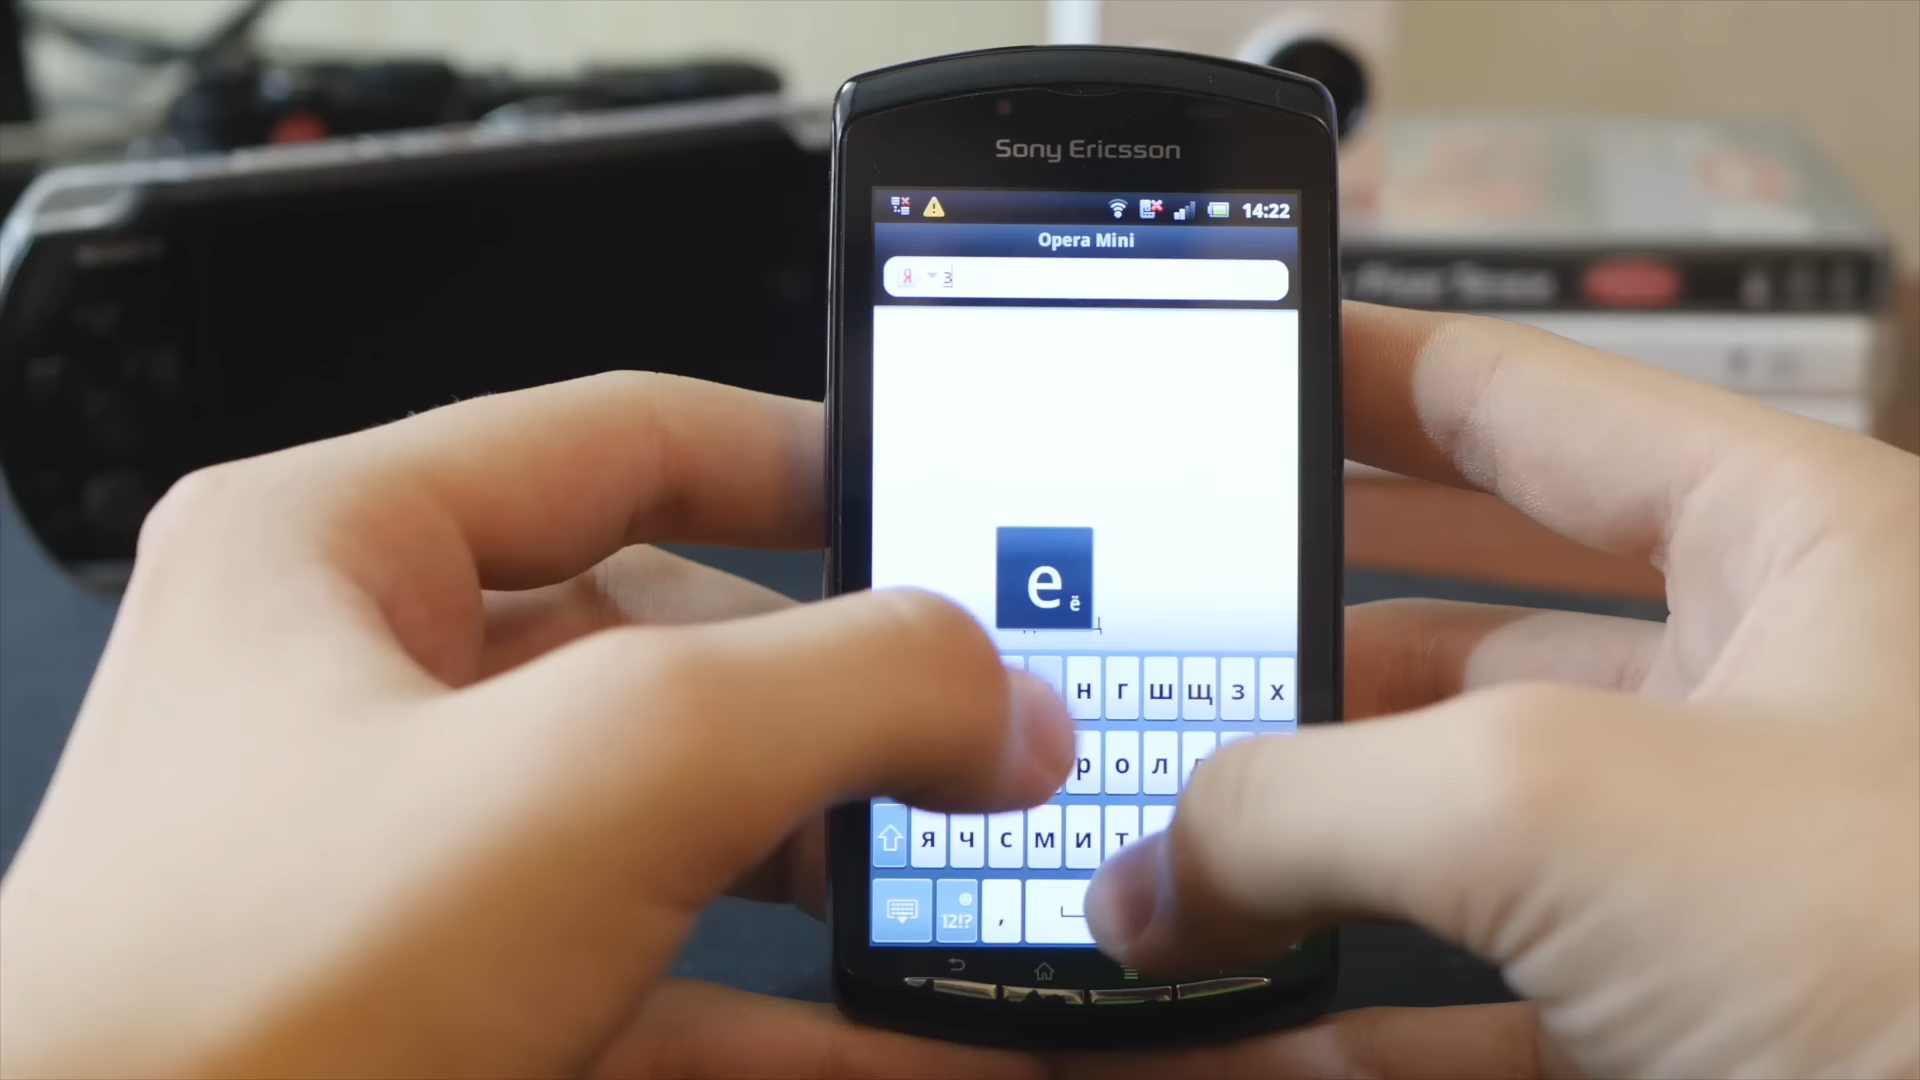 Sony Ericsson
14:22
Opera Mini
Я з
е ё
н г ш щ з х
р о л
я ч с м и т
12!? ,